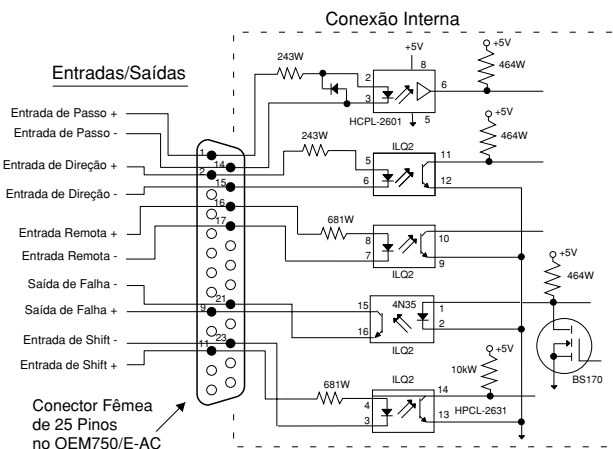 Conexão Interna
Entradas/Saídas
Entrada de Passo +
Entrada de Passo -
Entrada de Direção +
Entrada de Direção -
Entrada Remota +
Entrada Remota -
Saída de Falha -
Saída de Falha +
Entrada de Shift -
Entrada de Shift +
1
14
2
15
16
17
21
9
23
11
Conector Fêmea
de 25 Pinos
no OEM750/E-AC
243W
2
3
+5V
8
6
5
HCPL-2601
+5V
464W
243W
ILQ2
5
6
11
12
+5V
464W
681W
8
7
10
9
ILQ2
15
16
4N35
1
2
ILQ2
+5V
464W
BS170
681W
ILQ2
4
3
14
13
10kW
+5V
HPCL-2631